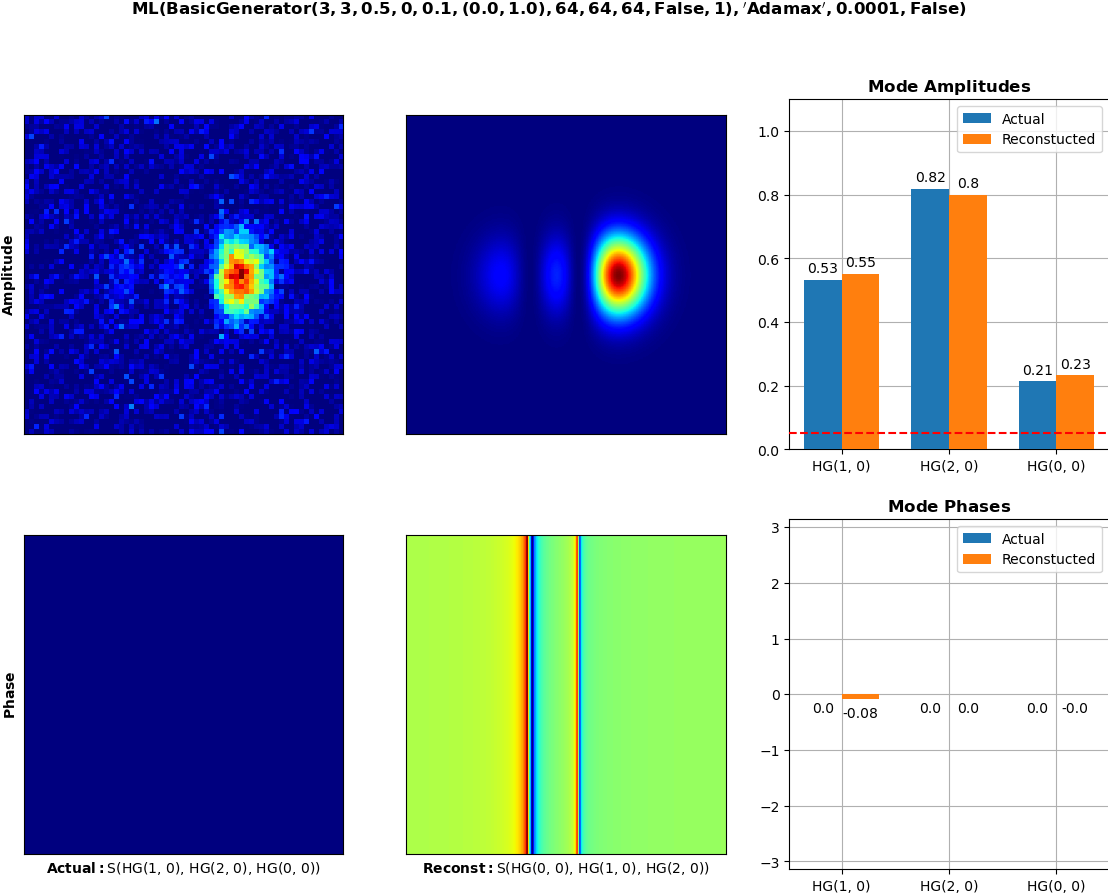 ML(BasicGenerator(3, 3, 0.5, 0, 0.1, (0.0, 1.0), 64, 64, 64, False, 1), ′Adamax′, 0.0001, False)
Amplitude
Mode Amplitudes
Actual
Reconstucted
1.0
0.8
0.6
0.4
0.2
0.0
0.53
0.55
0.82
0.8
0.21
0.23
HG(1, 0)
HG(2, 0)
HG(0, 0)
Phase
Actual: S(HG(1, 0), HG(2, 0), HG(0, 0))
Reconst: S(HG(0, 0), HG(1, 0), HG(2, 0))
Mode Phases
Actual
Reconstucted
3
2
1
0
−1
−2
−3
0.0
-0.08
0.0
0.0
0.0
-0.0
HG(1, 0)
HG(2, 0)
HG(0, 0)